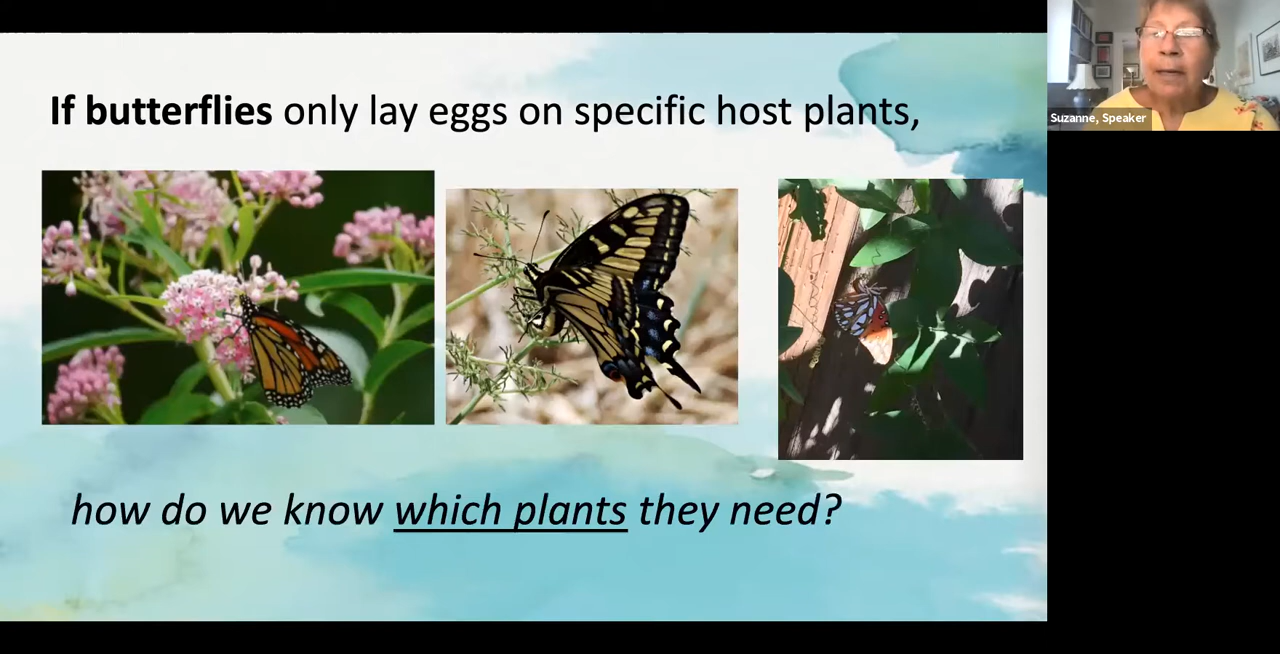 If butterflies only lay eggs on specific host plants,
Suzanne, Speaker
how do we know which plants they need?